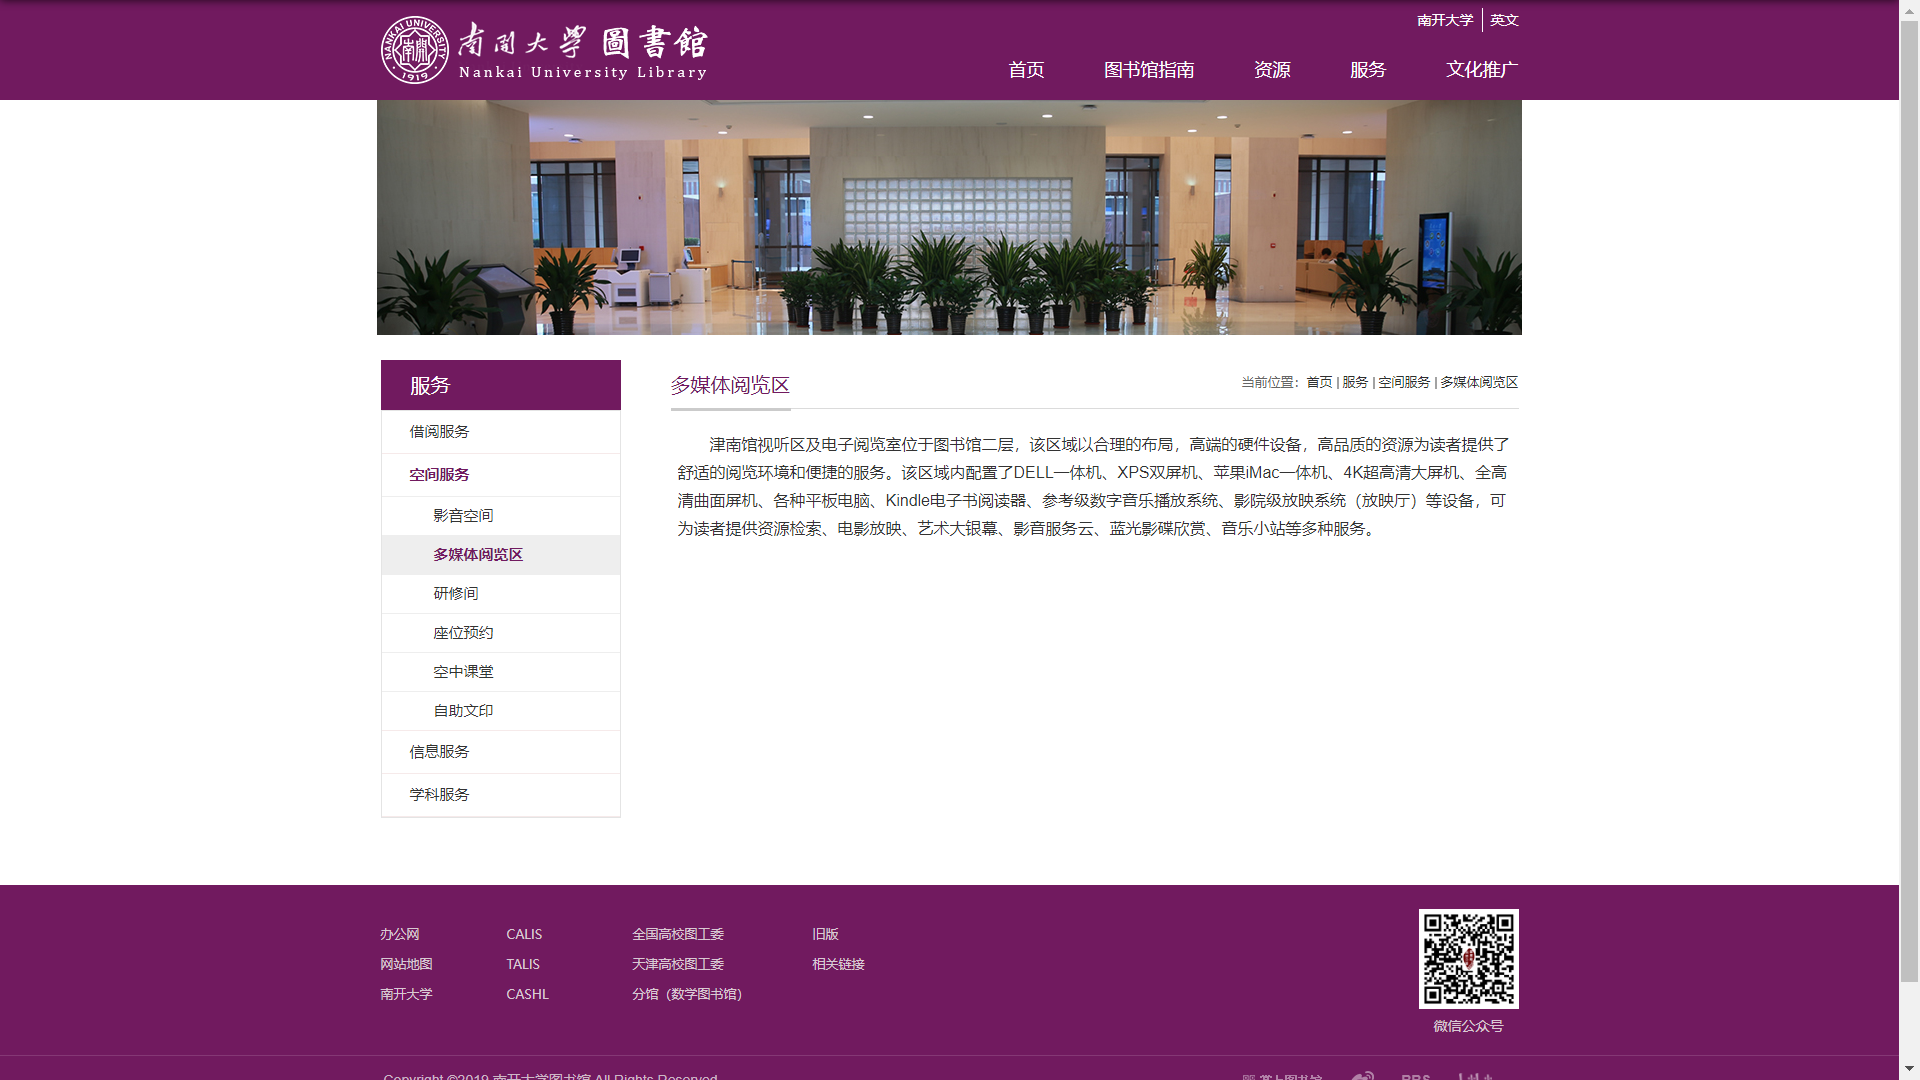 南开大学 英文
NANKAI UNIVERSITY
南開
1919
南開大學 圖書館
Nankai University Library
首页 图书馆指南 资源 服务 文化推广
服务
借阅服务
空间服务
影音空间
多媒体阅览区
研修间
座位预约
空中课堂
自助文印
信息服务
学科服务
多媒体阅览区
当前位置: 首页 | 服务 | 空间服务 | 多媒体阅览区
津南馆视听区及电子阅览室位于图书馆二层，该区域以合理的布局，高端的硬件设备，高品质的资源为读者提供了
舒适的阅览环境和便捷的服务。该区域内配置了DELL一体机、XPS双屏机、苹果iMac一体机、4K超高清大屏机、全高
清曲面屏机、各种平板电脑、Kindle电子书阅读器、参考级数字音乐播放系统、影院级放映系统（放映厅）等设备，可
为读者提供资源检索、电影放映、艺术大银幕、影音服务云、蓝光影碟欣赏、音乐小站等多种服务。
办公网 CALIS 全国高校图工委 旧版
网站地图 TALIS 天津高校图工委 相关链接
南开大学 CASHL 分馆（数学图书馆）
微信公众号
Copyright ©2019 南开大学图书馆 All Rights Reserved
掌上图书馆 BBS